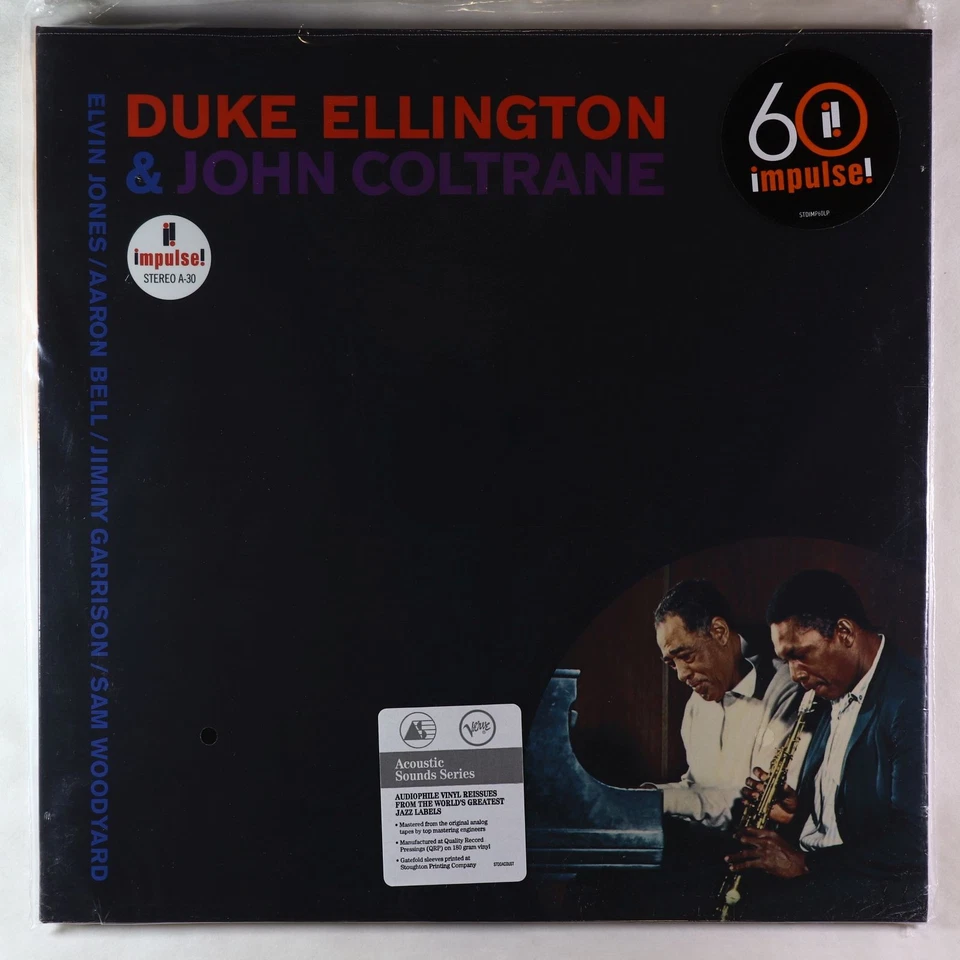 DUKE ELLINGTON
& JOHN COLTRANE
ELVIN JONES / AARON BELL / JIMMY GARRISON / SAM WOODYARD
impulse!
STEREO A-30
60
impulse!
STDIMP60LP
Verve
Acoustic
Sounds Series
AUDIOPHILE VINYL REISSUES
FROM THE WORLD'S GREATEST
JAZZ LABELS
• Mastered from the original analog
tapes by top mastering engineers
• Manufactured at Quality Record
Pressings (QRP) on 180 gram vinyl
• Gatefold sleeves printed at
Stoughton Printing Company